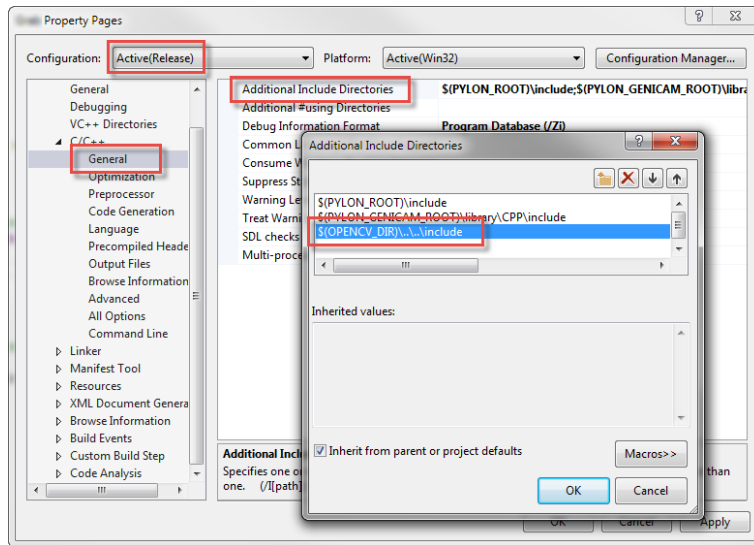 Property Pages
Configuration: Active(Release) Platform: Active(Win32) Configuration Manager...
General
Debugging
VC++ Directories
C/C++
General
Optimization
Preprocessor
Code Generation
Language
Precompiled Heade
Output Files
Browse Information
Advanced
All Options
Command Line
Linker
Manifest Tool
Resources
XML Document Genera
Browse Information
Build Events
Custom Build Step
Code Analysis
Additional Include Directories $(PYLON_ROOT)\include;$(PYLON_GENICAM_ROOT)\libra
Additional #using Directories
Debug Information Format Program Database (/Zi)
Common L
Consume W
Suppress St
Warning Le
Treat Warni
SDL checks
Multi-proce
Additional Incl
Specifies one o than
one. (/I[path]
OK Cancel Apply
Additional Include Directories
$(PYLON_ROOT)\include
$(PYLON_GENICAM_ROOT)\library\CPP\include
$(OPENCV_DIR)\..\..\include
Inherited values:
Inherit from parent or project defaults Macros>>
OK Cancel